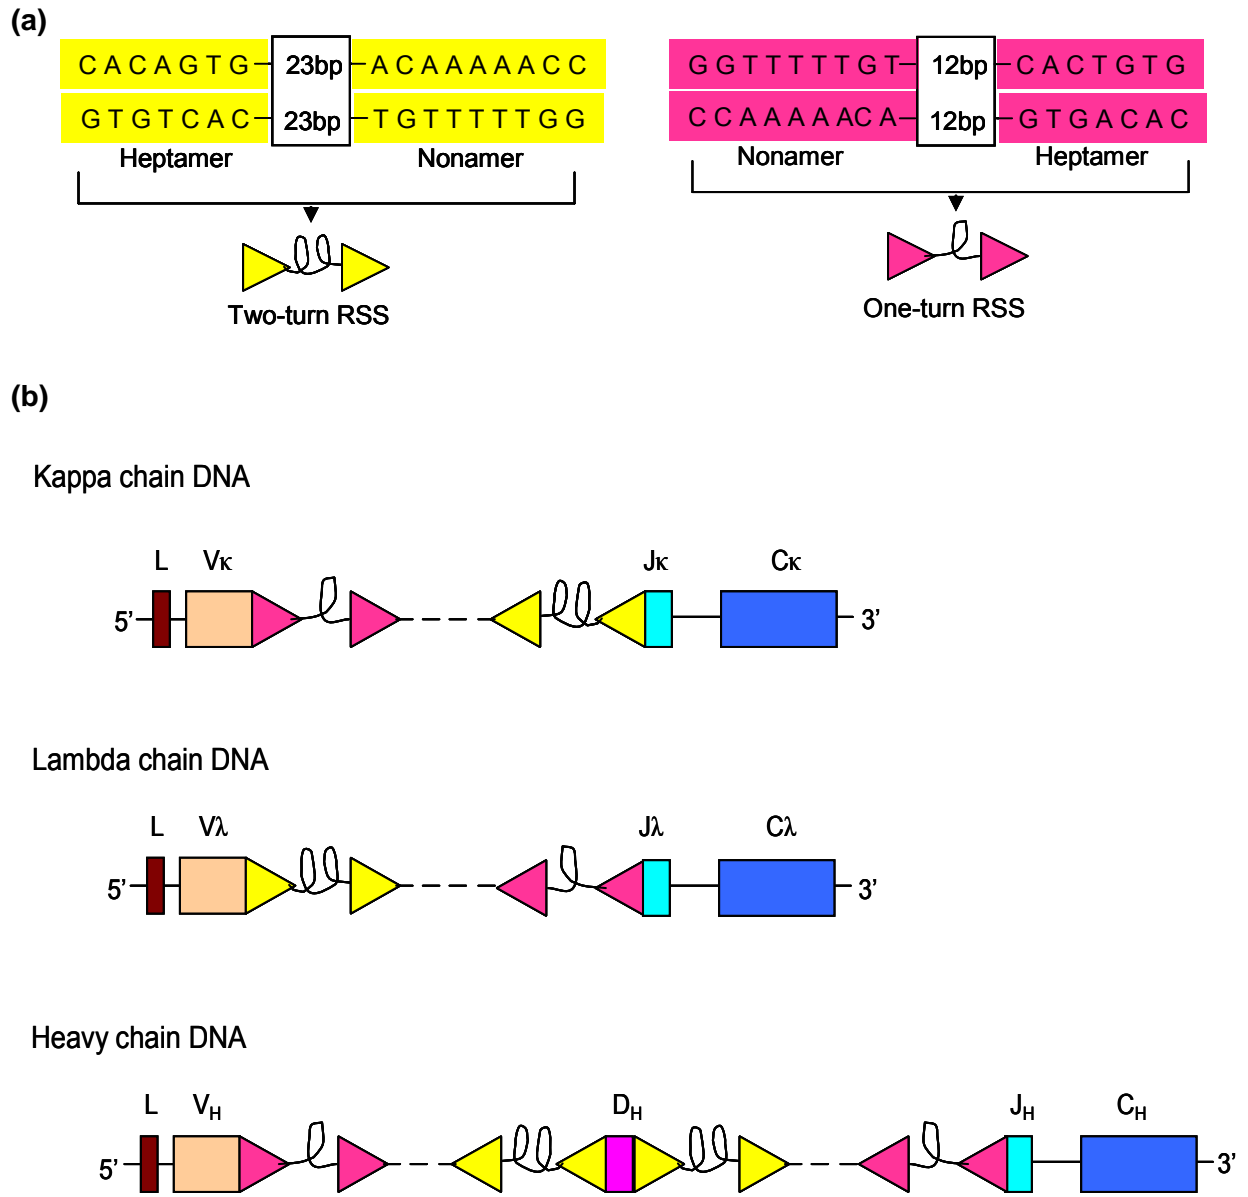 (a)
C A C A G T G 23bp A C A A A A A C C
G T G T C A C 23bp T G T T T T T G G
Heptamer Nonamer
Two-turn RSS
G G T T T T T G T 12bp C A C T G T G
C C A A A A A C A 12bp G T G A C A C
Nonamer Heptamer
One-turn RSS
(b)
Kappa chain DNA
L Vκ Jκ Cκ
5' 3'
Lambda chain DNA
L Vλ Jλ Cλ
5' 3'
Heavy chain DNA
L VH DH JH CH
5' 3'